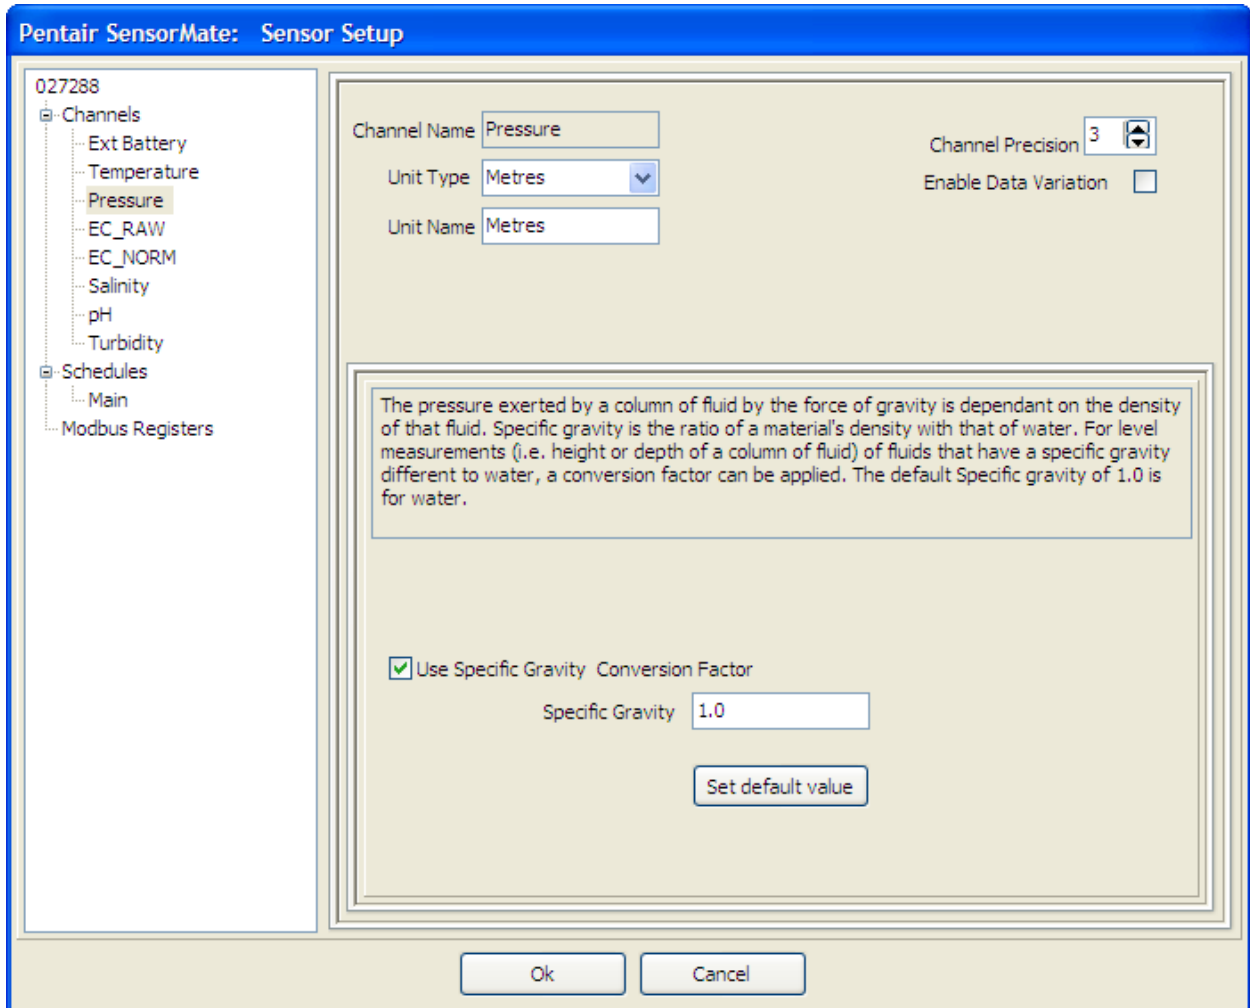 Pentair SensorMate: Sensor Setup
027288
Channels
Ext Battery
Temperature
Pressure
EC_RAW
EC_NORM
Salinity
pH
Turbidity
Schedules
Main
Modbus Registers
Channel Name Pressure
Unit Type Metres
Unit Name Metres
Channel Precision 3
Enable Data Variation
The pressure exerted by a column of fluid by the force of gravity is dependant on the density
of that fluid. Specific gravity is the ratio of a material's density with that of water. For level
measurements (i.e. height or depth of a column of fluid) of fluids that have a specific gravity
different to water, a conversion factor can be applied. The default Specific gravity of 1.0 is
for water.
Use Specific Gravity Conversion Factor
Specific Gravity 1.0
Set default value
Ok
Cancel